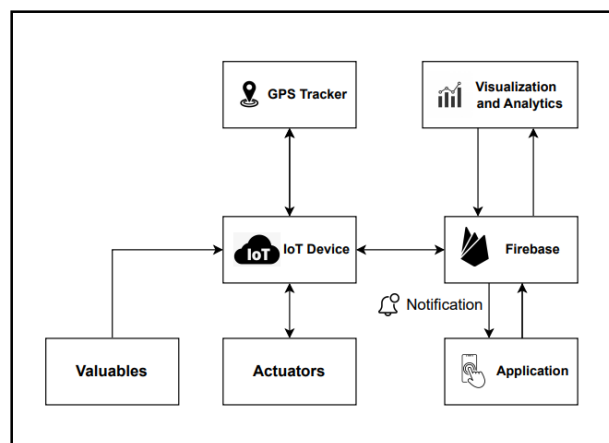 GPS Tracker
Visualization
and Analytics
IoT
IoT Device
Firebase
Notification
Valuables
Actuators
Application